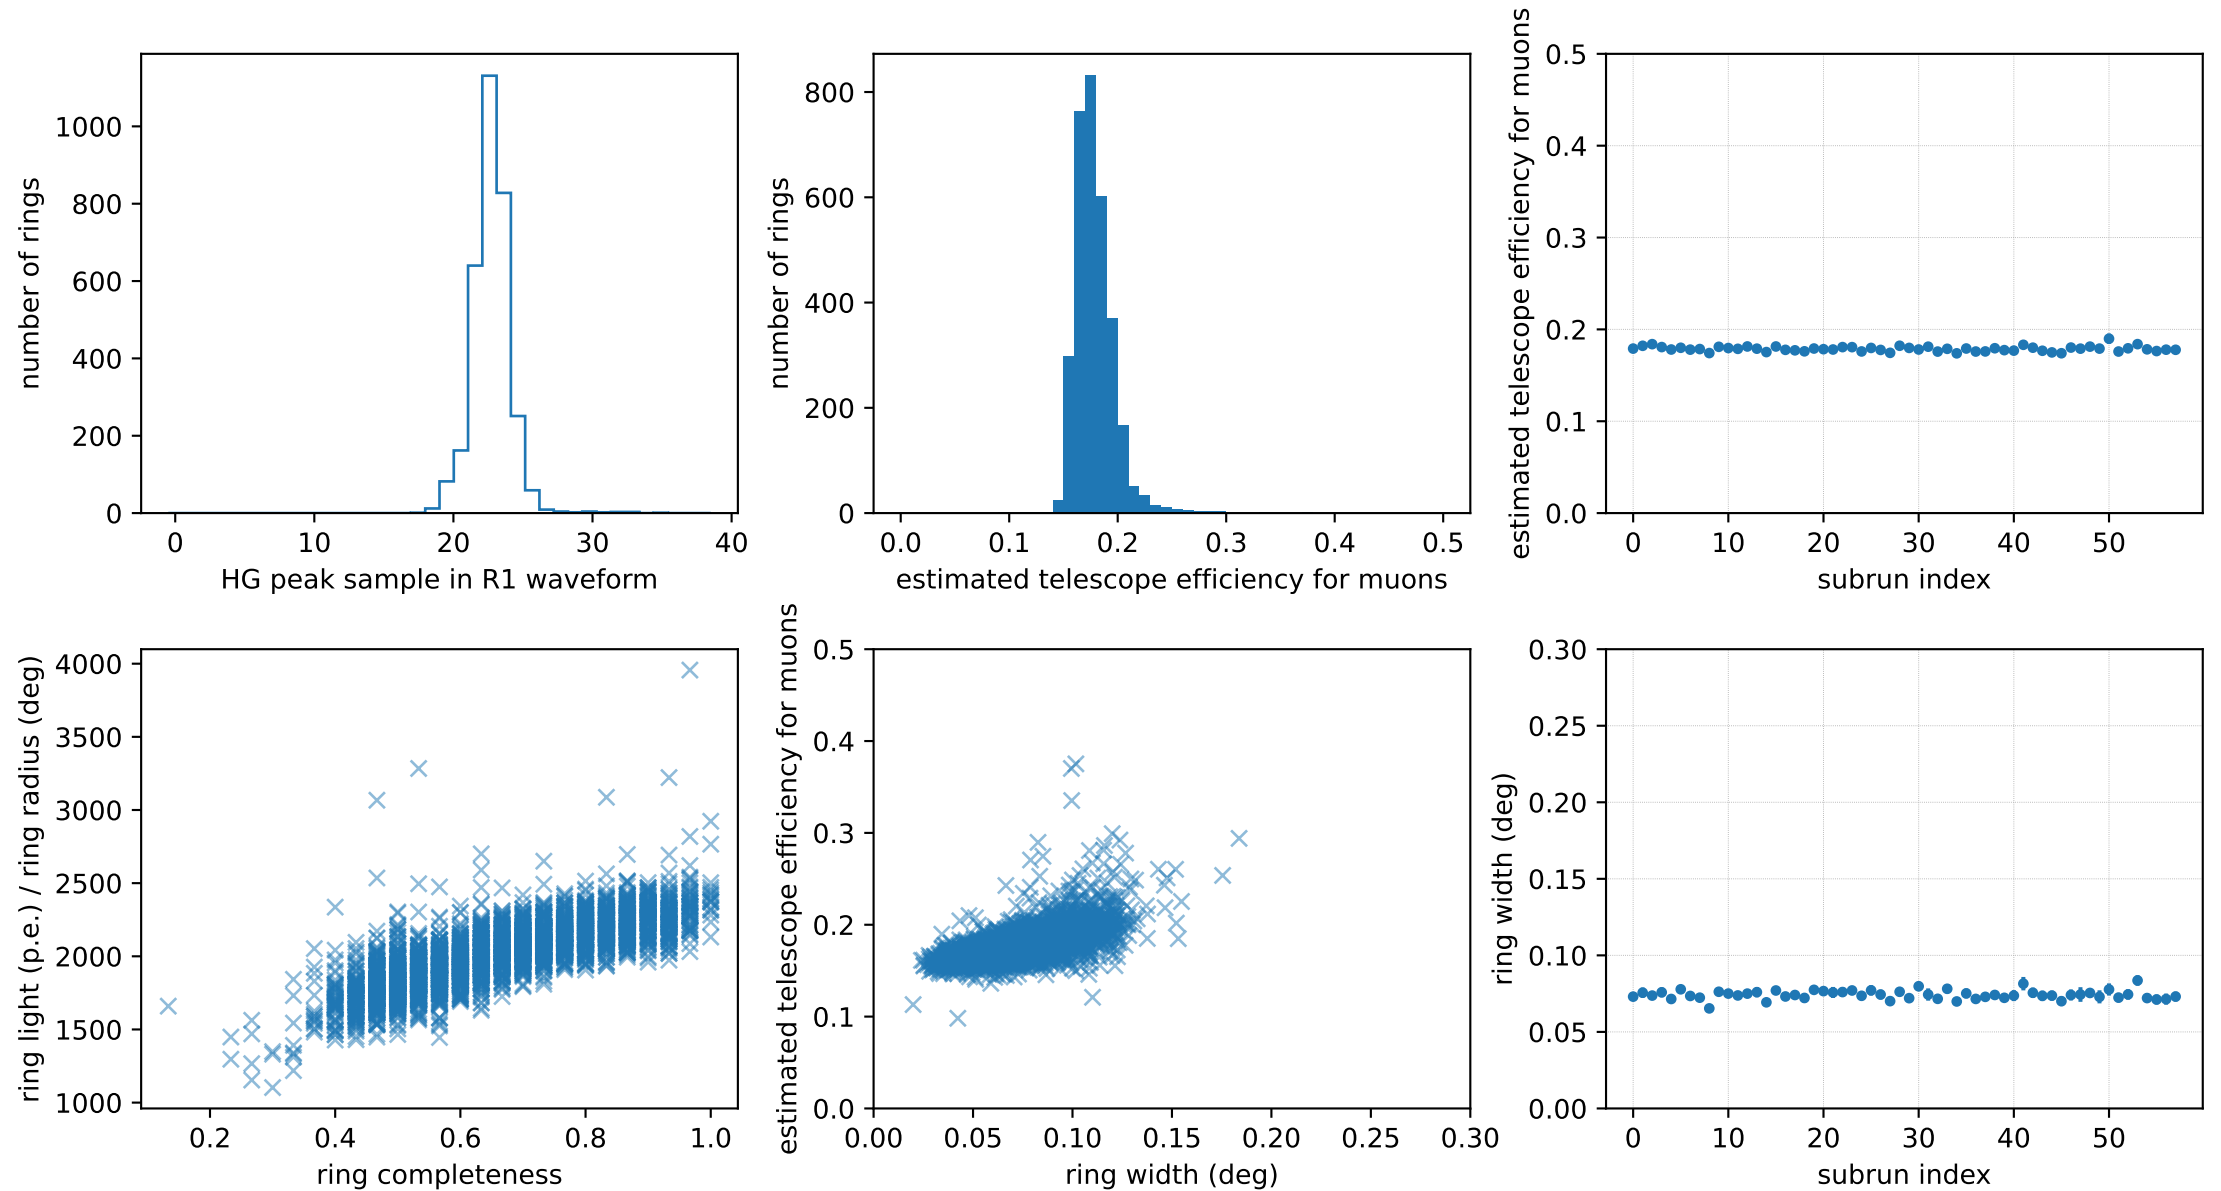 number of rings
1000
800
600
400
200
0
0 10 20 30 40
HG peak sample in R1 waveform
number of rings
800
600
400
200
0
0.0 0.1 0.2 0.3 0.4 0.5
estimated telescope efficiency for muons
estimated telescope efficiency for muons
0.5
0.4
0.3
0.2
0.1
0.0
0 10 20 30 40 50
subrun index
ring light (p.e.) / ring radius (deg)
4000
3500
3000
2500
2000
1500
1000
0.2 0.4 0.6 0.8 1.0
ring completeness
estimated telescope efficiency for muons
0.5
0.4
0.3
0.2
0.1
0.0
0.00 0.05 0.10 0.15 0.20 0.25 0.30
ring width (deg)
ring width (deg)
0.30
0.25
0.20
0.15
0.10
0.05
0.00
0 10 20 30 40 50
subrun index